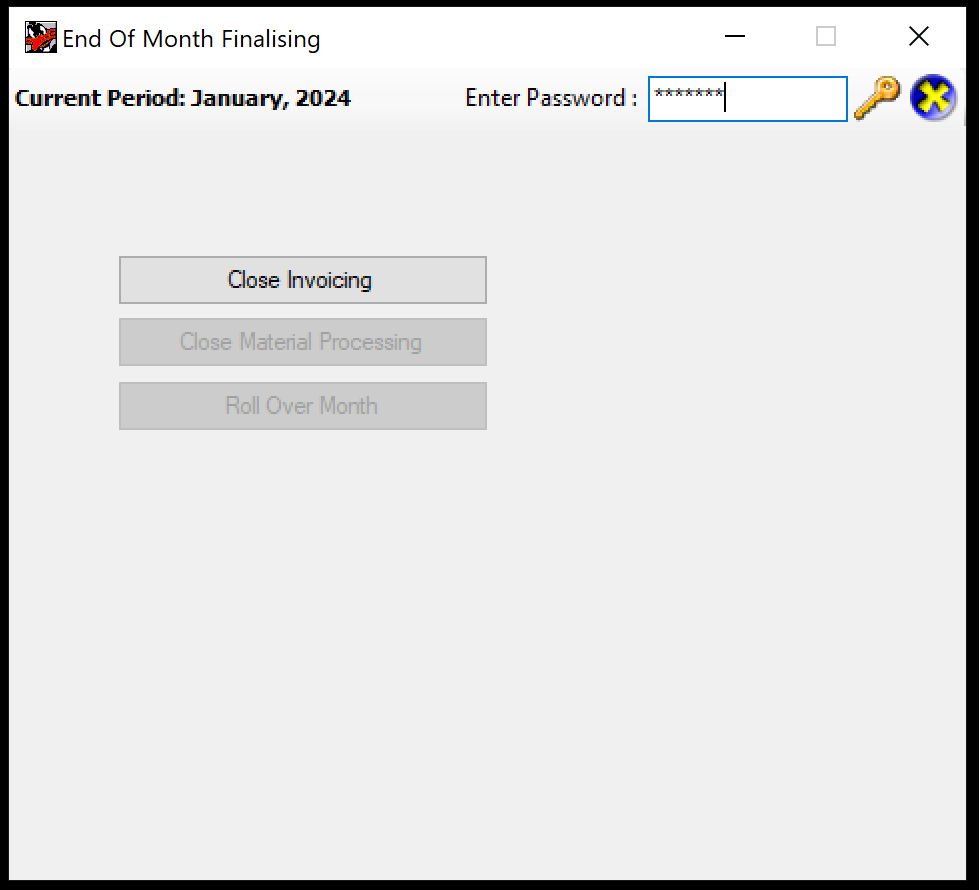 End Of Month Finalising
Current Period: January, 2024 Enter Password : *******
Close Invoicing
Close Material Processing
Roll Over Month